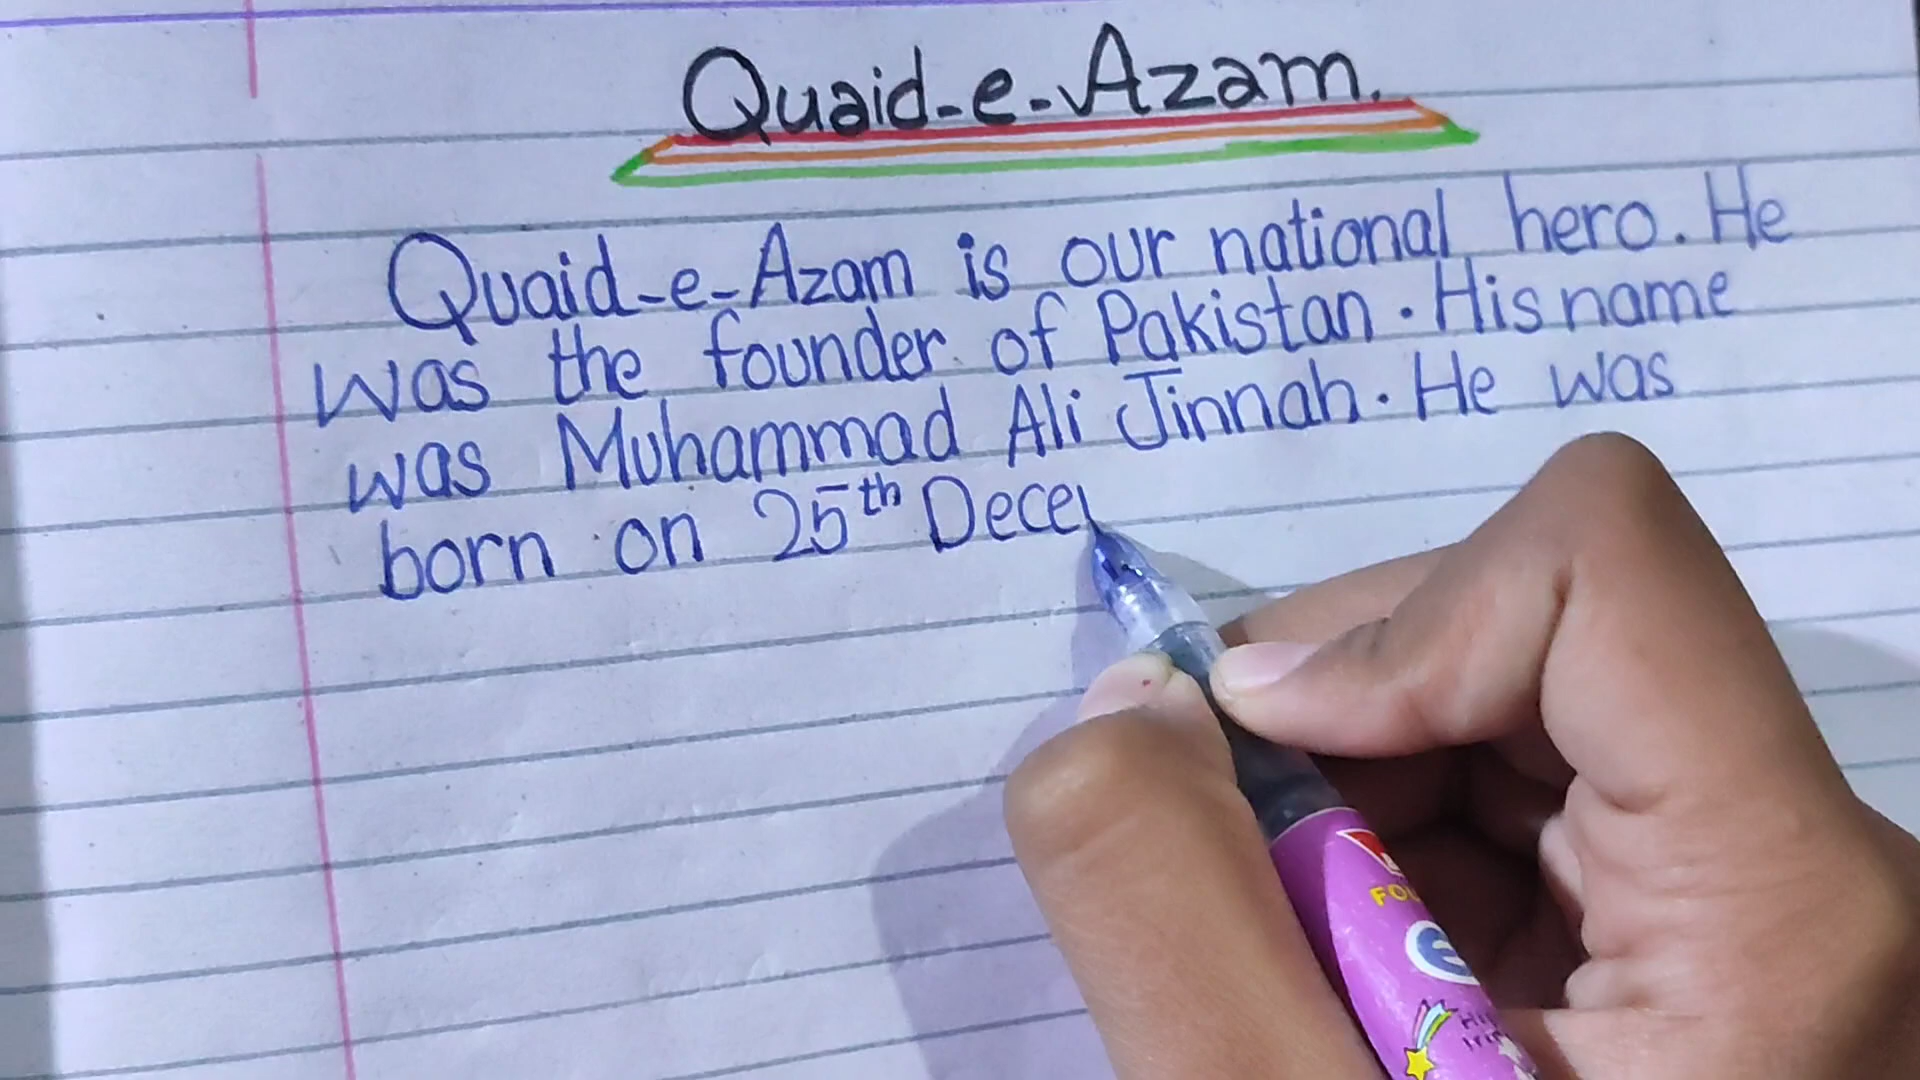 Quaid-e-Azam.
Quaid-e-Azam is our national hero. He
was the founder of Pakistan. His name
was Muhammad Ali Jinnah. He was
born on 25th Dece